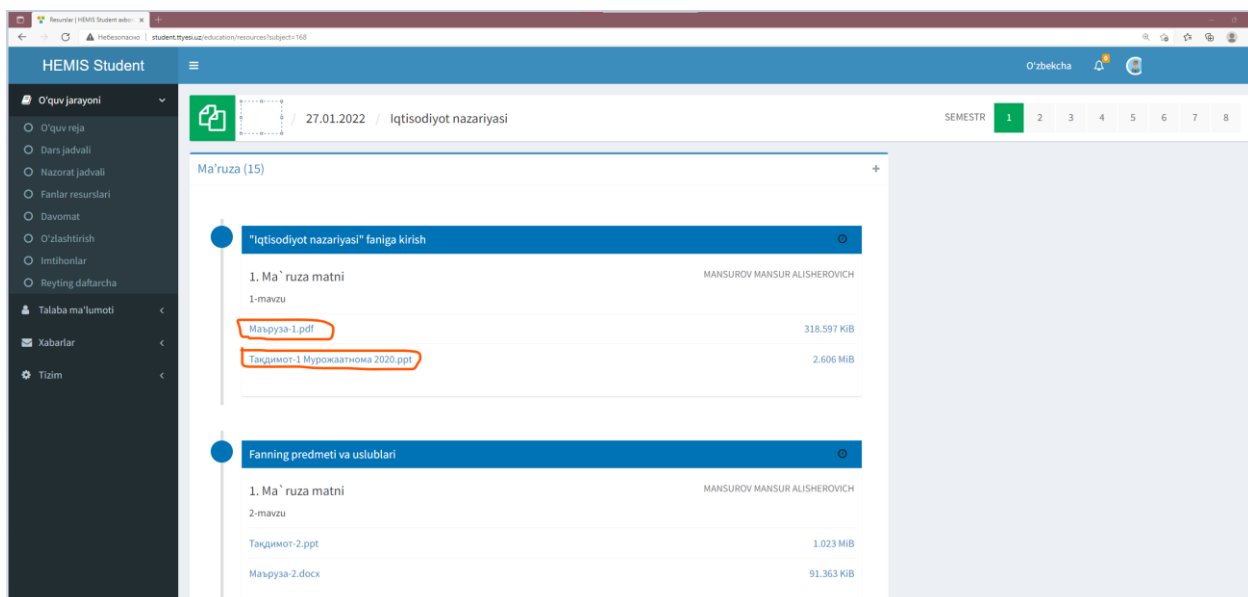 Resurslar | HEMIS Student axbor
Небезопасно | student.ttyesi.uz/education/resources?subject=168
HEMIS Student
O'zbekcha
O'quv jarayoni
O'quv reja
Dars jadvali
Nazorat jadvali
Fanlar resurslari
Davomat
O'zlashtirish
Imtihonlar
Reyting daftarcha
Talaba ma'lumoti
Xabarlar
Tizim
/ 27.01.2022 / Iqtisodiyot nazariyasi
SEMESTR 1 2 3 4 5 6 7 8
Ma'ruza (15)
"Iqtisodiyot nazariyasi" faniga kirish
1. Ma`ruza matni MANSUROV MANSUR ALISHEROVICH
1-mavzu
Маъруза-1.pdf 318.597 KiB
Тақдимот-1 Мурожаатнома 2020.ppt 2.606 MiB
Fanning predmeti va uslublari
1. Ma`ruza matni MANSUROV MANSUR ALISHEROVICH
2-mavzu
Тақдимот-2.ppt 1.023 MiB
Маъруза-2.docx 91.363 KiB